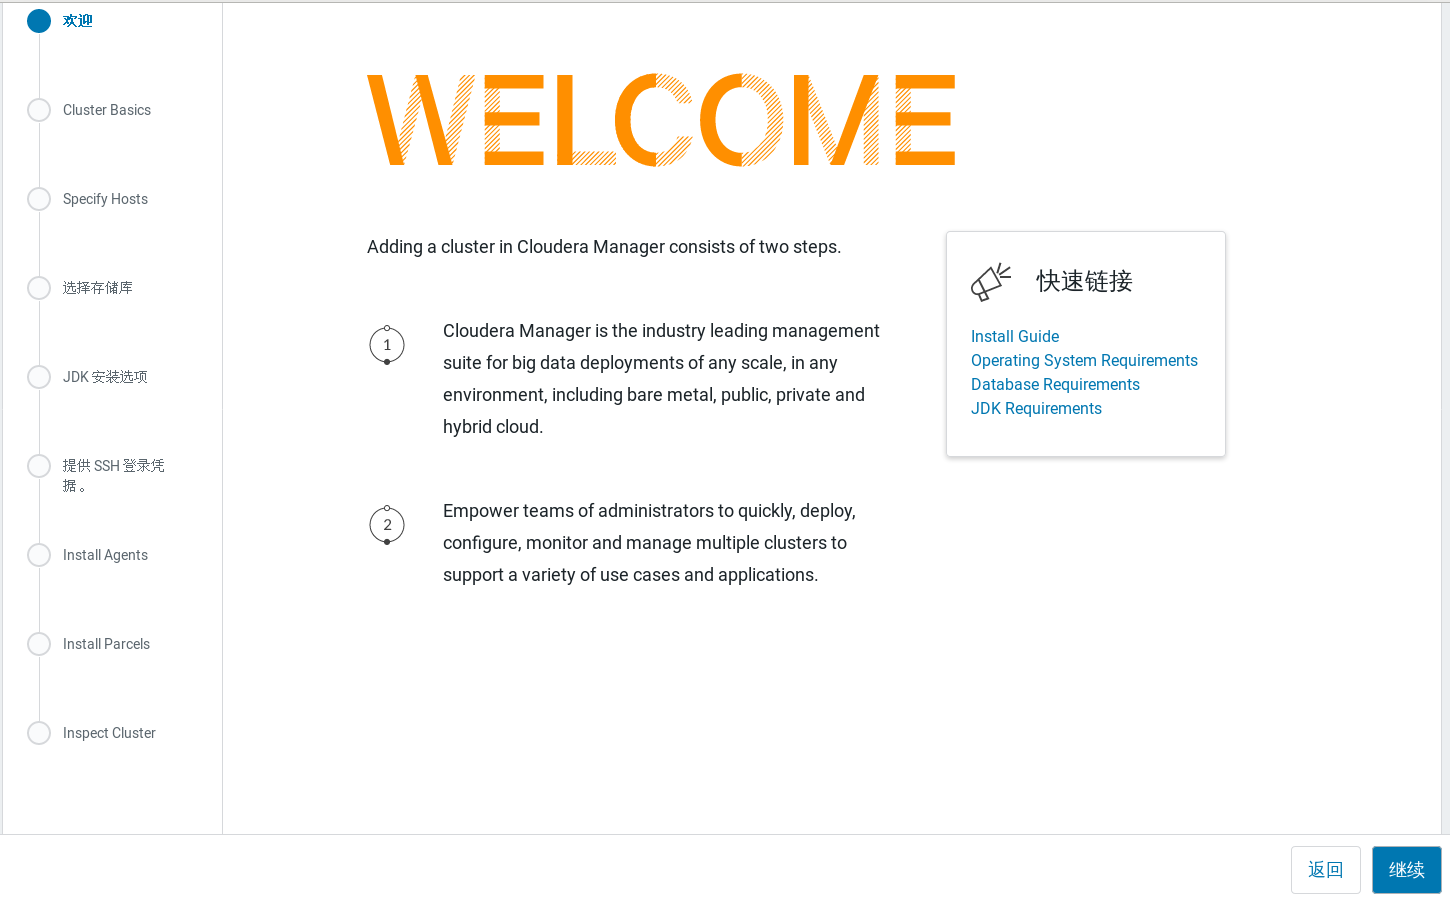 欢迎
Cluster Basics
Specify Hosts
选择存储库
JDK 安装选项
提供 SSH 登录凭
据。
Install Agents
Install Parcels
Inspect Cluster
WELCOME
Adding a cluster in Cloudera Manager consists of two steps.
1
Cloudera Manager is the industry leading management
suite for big data deployments of any scale, in any
environment, including bare metal, public, private and
hybrid cloud.
2
Empower teams of administrators to quickly, deploy,
configure, monitor and manage multiple clusters to
support a variety of use cases and applications.
快速链接
Install Guide
Operating System Requirements
Database Requirements
JDK Requirements
返回
继续